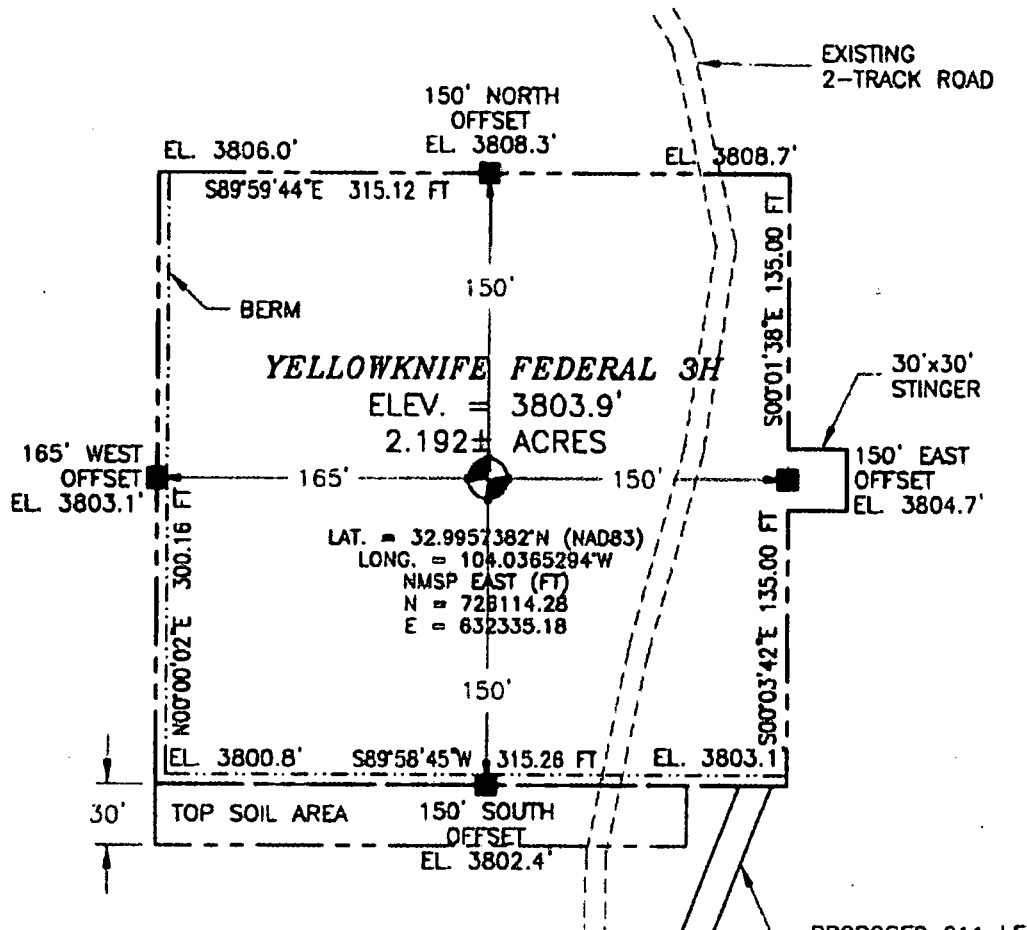 EXISTING
2-TRACK ROAD
150' NORTH
OFFSET
EL. 3808.3'
EL. 3806.0'
EL. 3808.7'
S89°59'44"E 315.12 FT
S00°01'38"E 135.00 FT
150'
BERM
YELLOWKNIFE FEDERAL 3H
ELEV. = 3803.9'
2.192± ACRES
30'x30'
STINGER
165' WEST
OFFSET
EL. 3803.1'
165'
150'
150' EAST
OFFSET
EL. 3804.7'
LAT. = 32.9957382°N (NAD83)
LONG. = 104.0365294°W
NMSP EAST (FT)
N = 726114.28
E = 632335.18
N00°00'02"E 300.16 FT
S00°03'42"E 135.00 FT
150'
EL. 3800.8'
S89°58'45"W 315.26 FT
EL. 3803.1
30'
TOP SOIL AREA
150' SOUTH
OFFSET
EL. 3802.4'